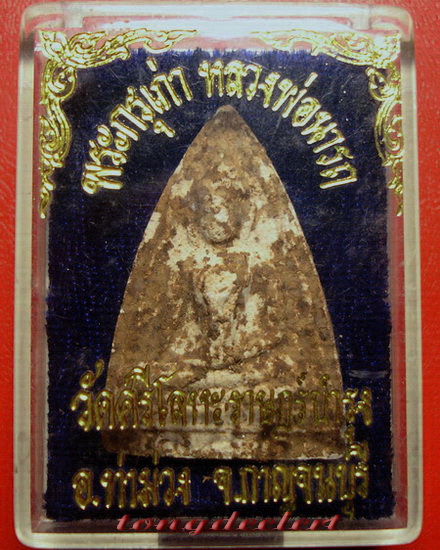 พระกรุเก่า หลวงพ่อนารถ
วัดศรีโลหะราษฎร์บำรุง
อ.ท่าม่วง จ.กาญจนบุรี